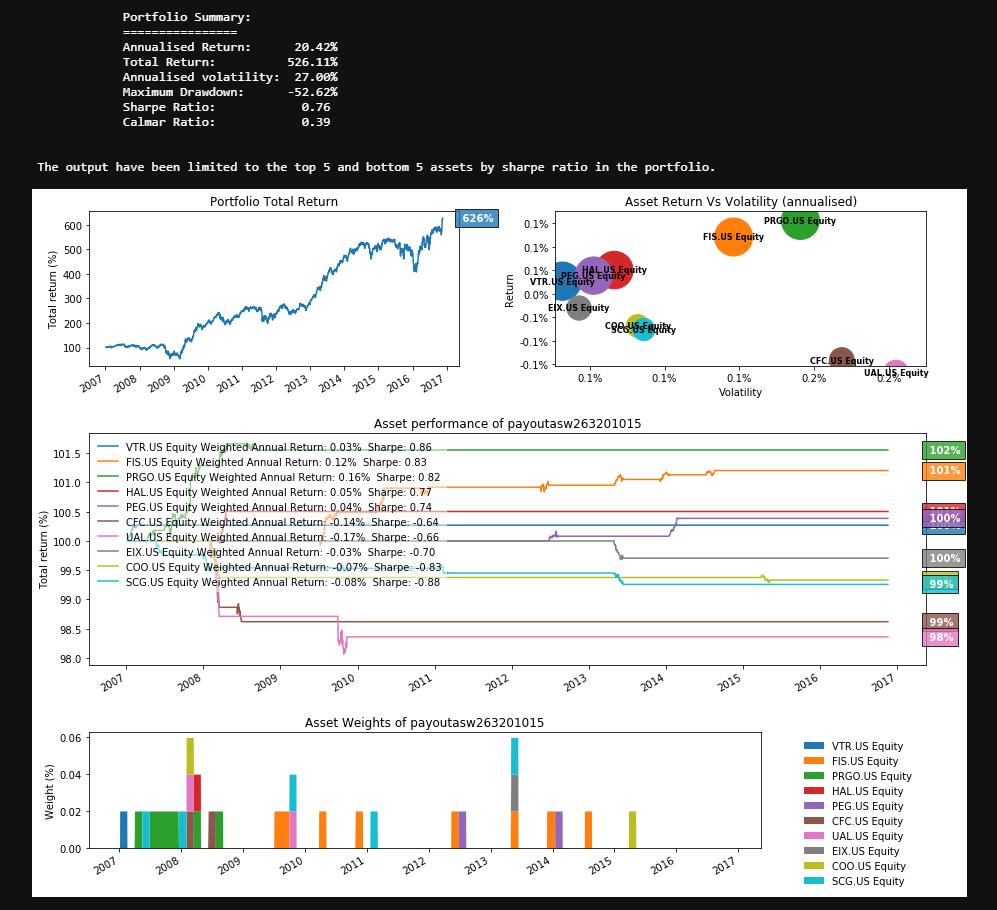 Portfolio Summary:
================
Annualised Return: 20.42%
Total Return: 526.11%
Annualised volatility: 27.00%
Maximum Drawdown: -52.62%
Sharpe Ratio: 0.76
Calmar Ratio: 0.39
The output have been limited to the top 5 and bottom 5 assets by sharpe ratio in the portfolio.
Portfolio Total Return
Total return (%)
600
500
400
300
200
100
626%
2007 2008 2009 2010 2011 2012 2013 2014 2015 2016 2017
Asset Return Vs Volatility (annualised)
Return
0.1%
0.1%
0.1%
0.0%
-0.1%
-0.1%
-0.1%
PRGO.US Equity
FIS.US Equity
HAL.US Equity
PEG.US Equity
VTR.US Equity
EIX.US Equity
COO.US Equity
SCG.US Equity
CFC.US Equity
UAL.US Equity
0.1% 0.1% 0.1% 0.2% 0.2%
Volatility
Asset performance of payoutasw263201015
Total return (%)
101.5
101.0
100.5
100.0
99.5
99.0
98.5
98.0
VTR.US Equity Weighted Annual Return: 0.03% Sharpe: 0.86
FIS.US Equity Weighted Annual Return: 0.12% Sharpe: 0.83
PRGO.US Equity Weighted Annual Return: 0.16% Sharpe: 0.82
HAL.US Equity Weighted Annual Return: 0.05% Sharpe: 0.77
PEG.US Equity Weighted Annual Return: 0.04% Sharpe: 0.74
CFC.US Equity Weighted Annual Return: -0.14% Sharpe: -0.64
UAL.US Equity Weighted Annual Return: -0.17% Sharpe: -0.66
EIX.US Equity Weighted Annual Return: -0.03% Sharpe: -0.70
COO.US Equity Weighted Annual Return: -0.07% Sharpe: -0.83
SCG.US Equity Weighted Annual Return: -0.08% Sharpe: -0.88
102%
101%
100%
100%
99%
99%
98%
2007 2008 2009 2010 2011 2012 2013 2014 2015 2016 2017
Asset Weights of payoutasw263201015
Weight (%)
0.06
0.04
0.02
0.00
2007 2008 2009 2010 2011 2012 2013 2014 2015 2016 2017
VTR.US Equity
FIS.US Equity
PRGO.US Equity
HAL.US Equity
PEG.US Equity
CFC.US Equity
UAL.US Equity
EIX.US Equity
COO.US Equity
SCG.US Equity